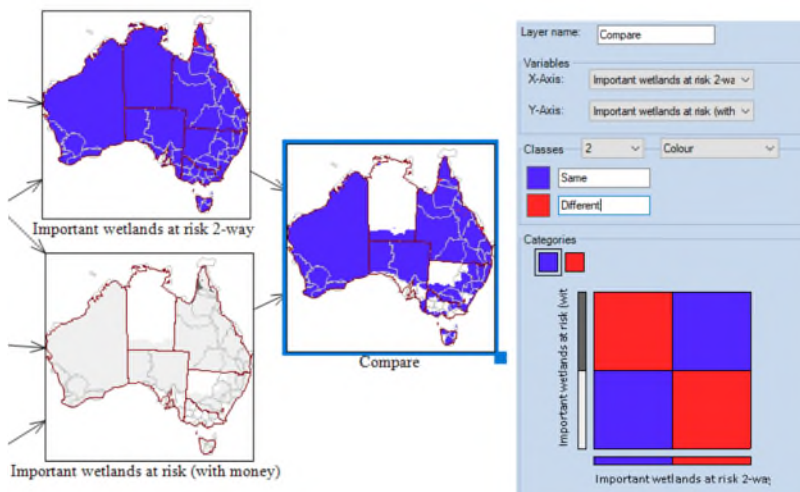 Important wetlands at risk 2-way
Important wetlands at risk (with money)
Compare
Layer name:
Compare
Variables
X-Axis:
Important wetlands at risk 2-wa
Y-Axis:
Important wetlands at risk (with
Classes
2
Colour
Same
Different
Categories
Important wetlands at risk (wit
Important wetlands at risk 2-way